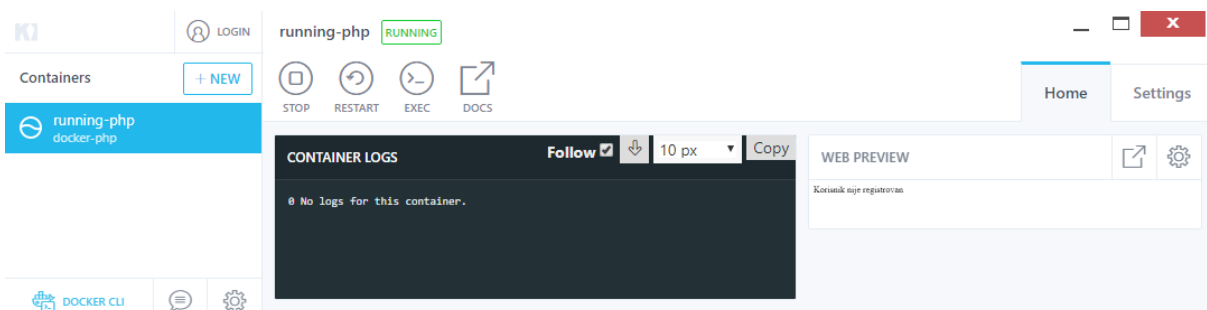 LOGIN
running-php RUNNING
Containers
+ NEW
STOP
RESTART
EXEC
DOCS
Home
Settings
running-php
docker-php
CONTAINER LOGS
Follow
10 px
Copy
WEB PREVIEW
0 No logs for this container.
Korisnik nije registrovan
DOCKER CLI